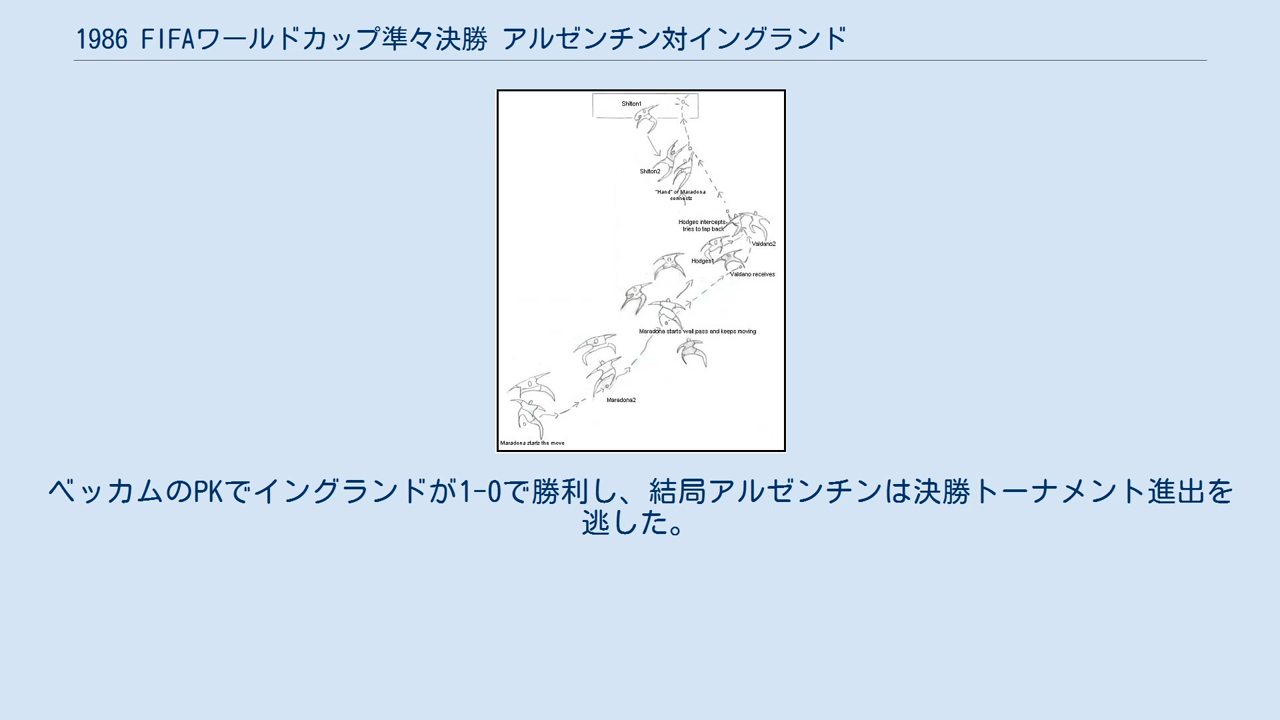 1986 FIFAワールドカップ準々決勝 アルゼンチン対イングランド
Shilton1
Shilton2
"Hand" of Maradona
connects
Hodges intercepts
tries to tap back
Valdano2
Hodges1
Valdano receives
Maradona starts wall pass and keeps moving
Maradona2
Maradona starts the move
ベッカムのPKでイングランドが1-0で勝利し、結局アルゼンチンは決勝トーナメント進出を
逃した。